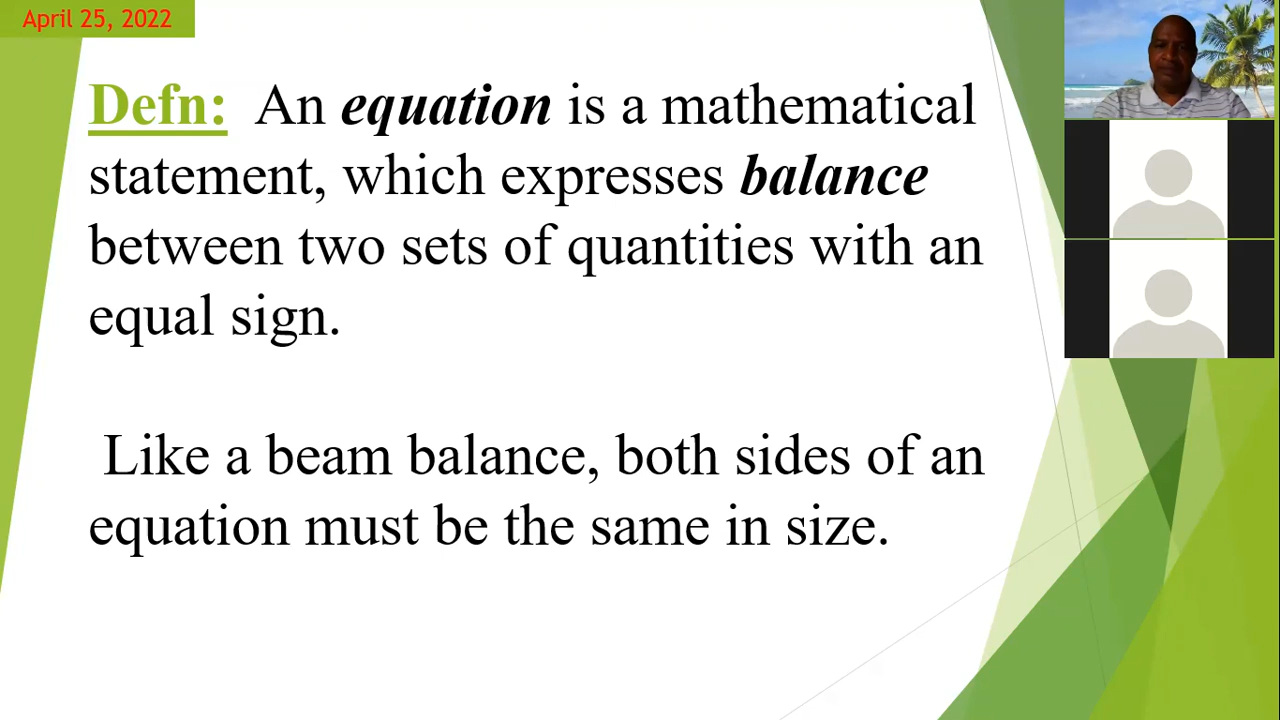 April 25, 2022
Defn: An equation is a mathematical
statement, which expresses balance
between two sets of quantities with an
equal sign.
Like a beam balance, both sides of an
equation must be the same in size.